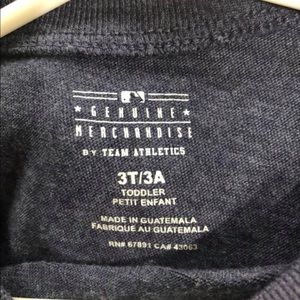 GENUINE
MERCHANDISE
BY TEAM ATHLETICS
3T/3A
TODDLER
PETIT ENFANT
MADE IN GUATEMALA
FABRIQUE AU GUATEMALA
RN# 67891 CA# 43063